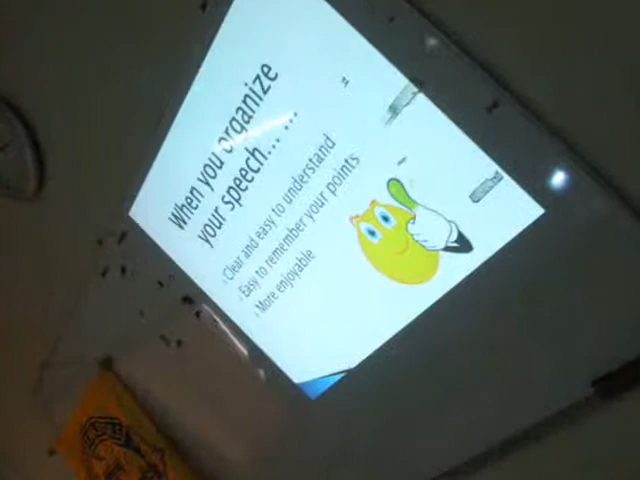 When you organize
your speech... ...
Clear and easy to understand
Easy to remember your points
More enjoyable